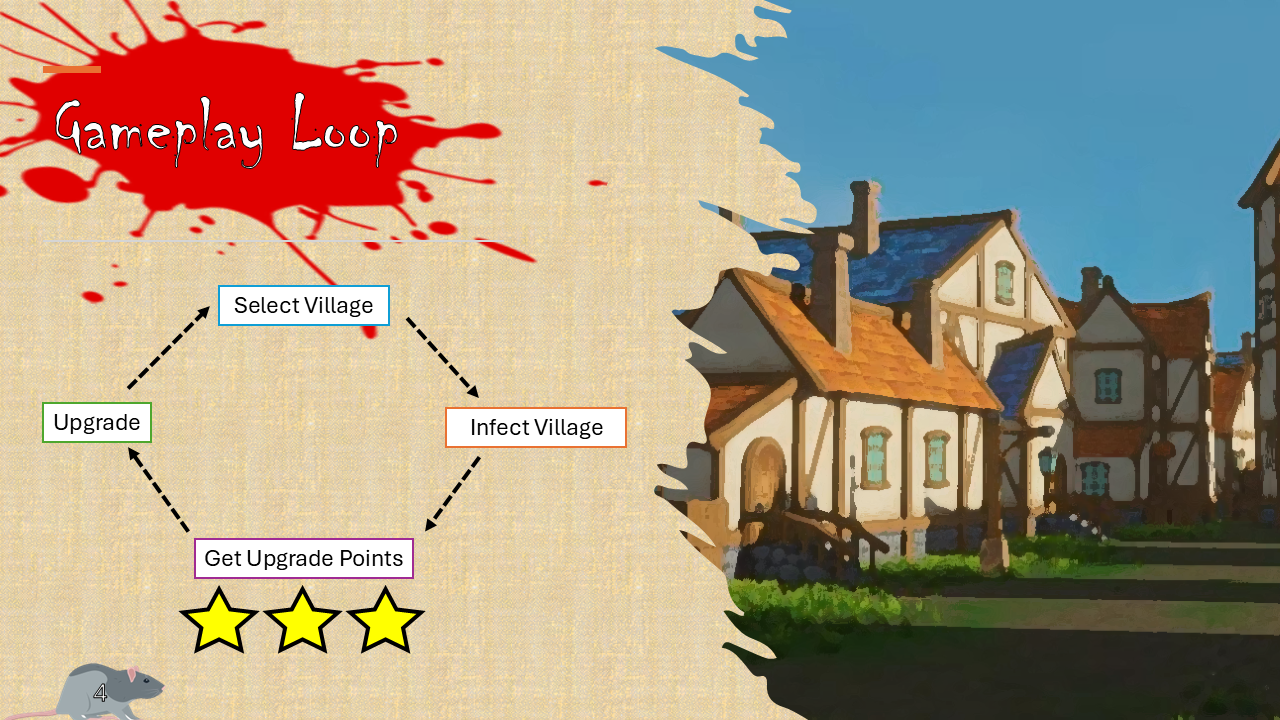 Gameplay Loop
Select Village
Upgrade
Infect Village
Get Upgrade Points
4